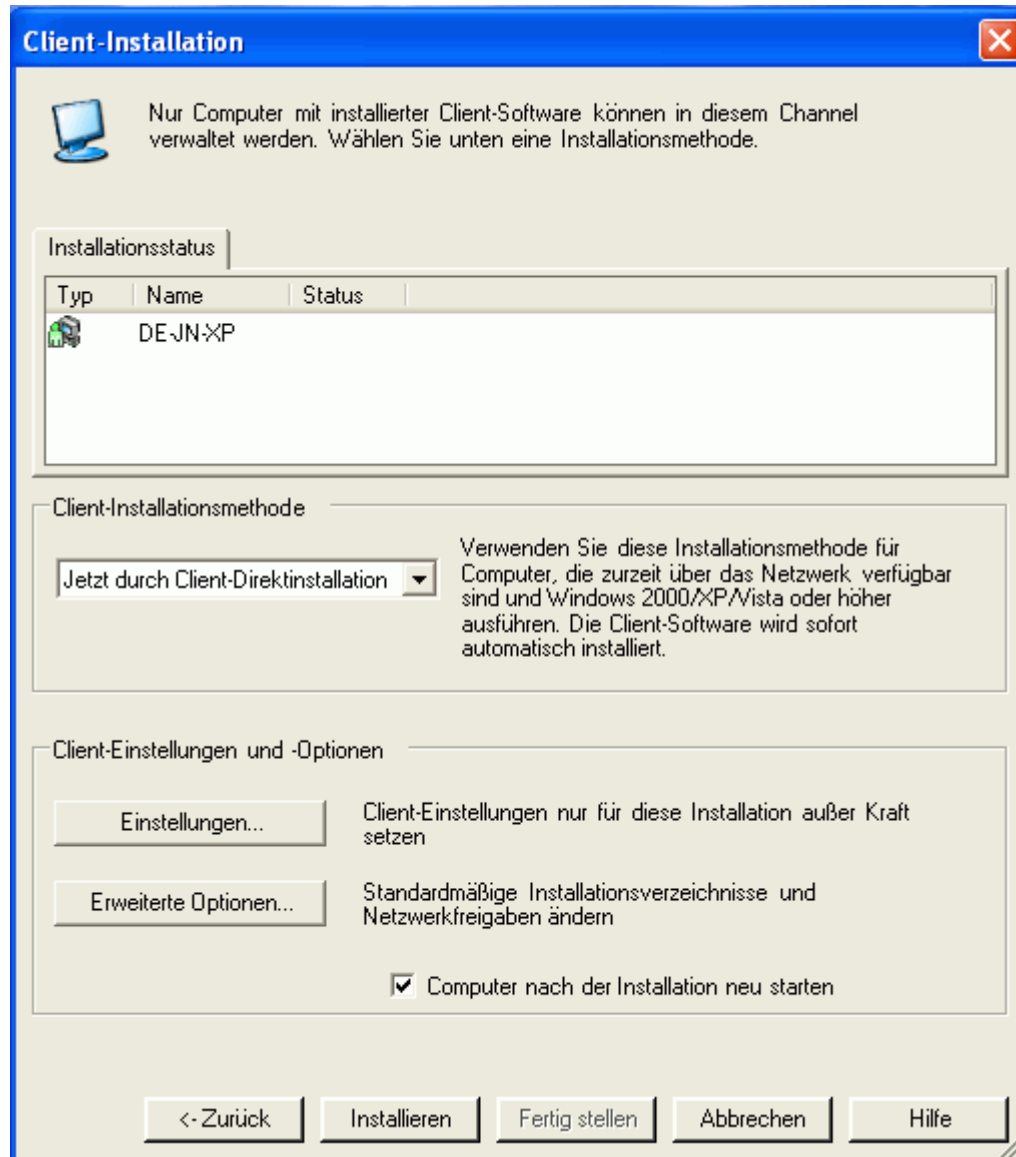 Client-Installation
Nur Computer mit installierter Client-Software können in diesem Channel
verwaltet werden. Wählen Sie unten eine Installationsmethode.
Installationsstatus
Typ Name Status
DE-JN-XP
Client-Installationsmethode
Jetzt durch Client-Direktinstallation
Verwenden Sie diese Installationsmethode für
Computer, die zurzeit über das Netzwerk verfügbar
sind und Windows 2000/XP/Vista oder höher
ausführen. Die Client-Software wird sofort
automatisch installiert.
Client-Einstellungen und -Optionen
Einstellungen...
Client-Einstellungen nur für diese Installation außer Kraft
setzen
Erweiterte Optionen...
Standardmäßige Installationsverzeichnisse und
Netzwerkfreigaben ändern
Computer nach der Installation neu starten
<- Zurück Installieren Fertig stellen Abbrechen Hilfe